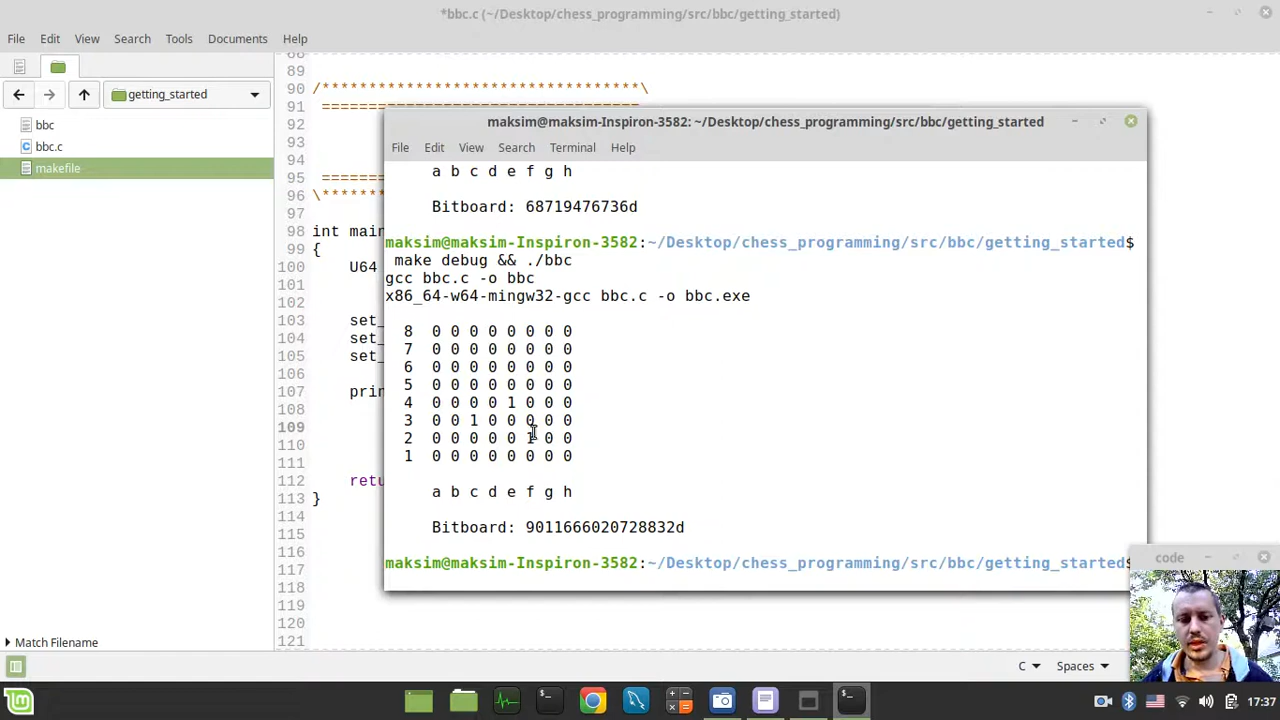 *bbc.c (~/Desktop/chess_programming/src/bbc/getting_started)
File Edit View Search Tools Documents Help
getting_started
bbc
bbc.c
makefile
Match Filename
89
90 /**********************************\
91 ==================================
92
93
94
95 =======
96 \*******
97
98 int main
99 {
100 U64
101
102
103 set_
104 set_
105 set_
106
107 prin
108
109
110
111
112 retu
113 }
114
115
116
117
118
119
120
121
maksim@maksim-Inspiron-3582: ~/Desktop/chess_programming/src/bbc/getting_started
File Edit View Search Terminal Help
a b c d e f g h
Bitboard: 68719476736d
maksim@maksim-Inspiron-3582:~/Desktop/chess_programming/src/bbc/getting_started$
make debug && ./bbc
gcc bbc.c -o bbc
x86_64-w64-mingw32-gcc bbc.c -o bbc.exe
8 0 0 0 0 0 0 0 0
7 0 0 0 0 0 0 0 0
6 0 0 0 0 0 0 0 0
5 0 0 0 0 0 0 0 0
4 0 0 0 0 1 0 0 0
3 0 0 1 0 0 0 0 0
2 0 0 0 0 0 1 0 0
1 0 0 0 0 0 0 0 0
a b c d e f g h
Bitboard: 9011666020728832d
maksim@maksim-Inspiron-3582:~/Desktop/chess_programming/src/bbc/getting_started$
code
C Spaces
17:37